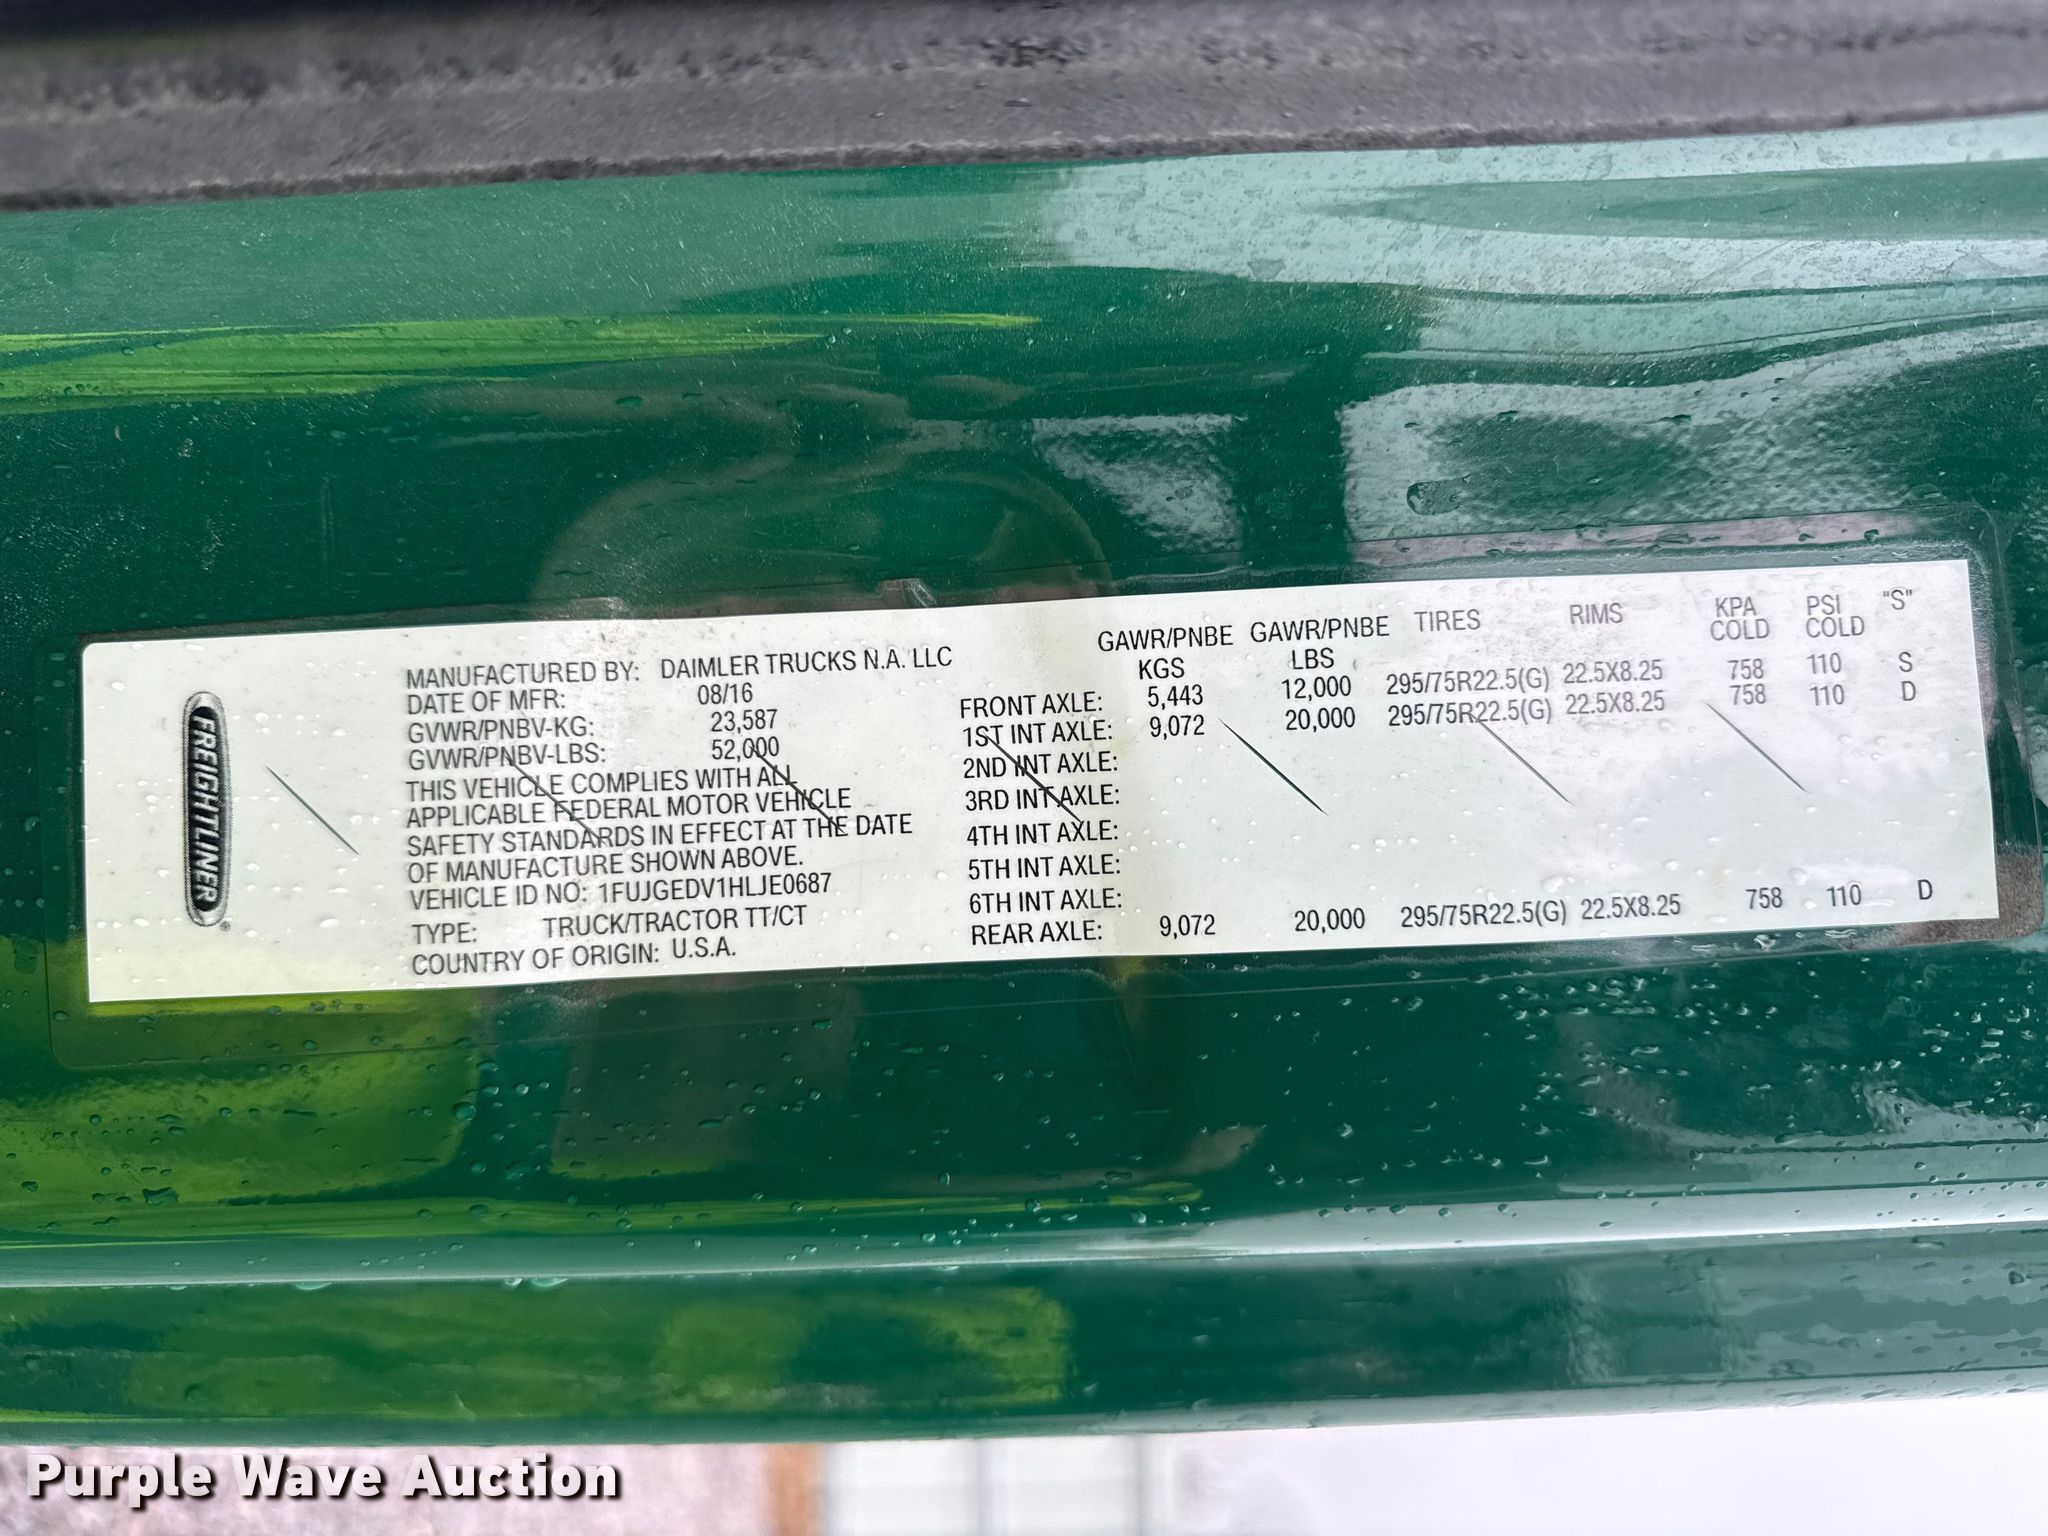 FREIGHTLINER
MANUFACTURED BY: DAIMLER TRUCKS N.A. LLC
DATE OF MFR: 08/16
GVWR/PNBV-KG: 23,587
GVWR/PNBV-LBS: 52,000
THIS VEHICLE COMPLIES WITH ALL
APPLICABLE FEDERAL MOTOR VEHICLE
SAFETY STANDARDS IN EFFECT AT THE DATE
OF MANUFACTURE SHOWN ABOVE.
VEHICLE ID NO: 1FUJGEDV1HLJE0687
TYPE: TRUCK/TRACTOR TT/CT
COUNTRY OF ORIGIN: U.S.A.
GAWR/PNBE GAWR/PNBE TIRES RIMS KPA PSI "S"
KGS LBS COLD COLD
FRONT AXLE: 5,443 12,000 295/75R22.5(G) 22.5X8.25 758 110 S
1ST INT AXLE: 9,072 20,000 295/75R22.5(G) 22.5X8.25 758 110 D
2ND INT AXLE:
3RD INT AXLE:
4TH INT AXLE:
5TH INT AXLE:
6TH INT AXLE:
REAR AXLE: 9,072 20,000 295/75R22.5(G) 22.5X8.25 758 110 D
Purple Wave Auction